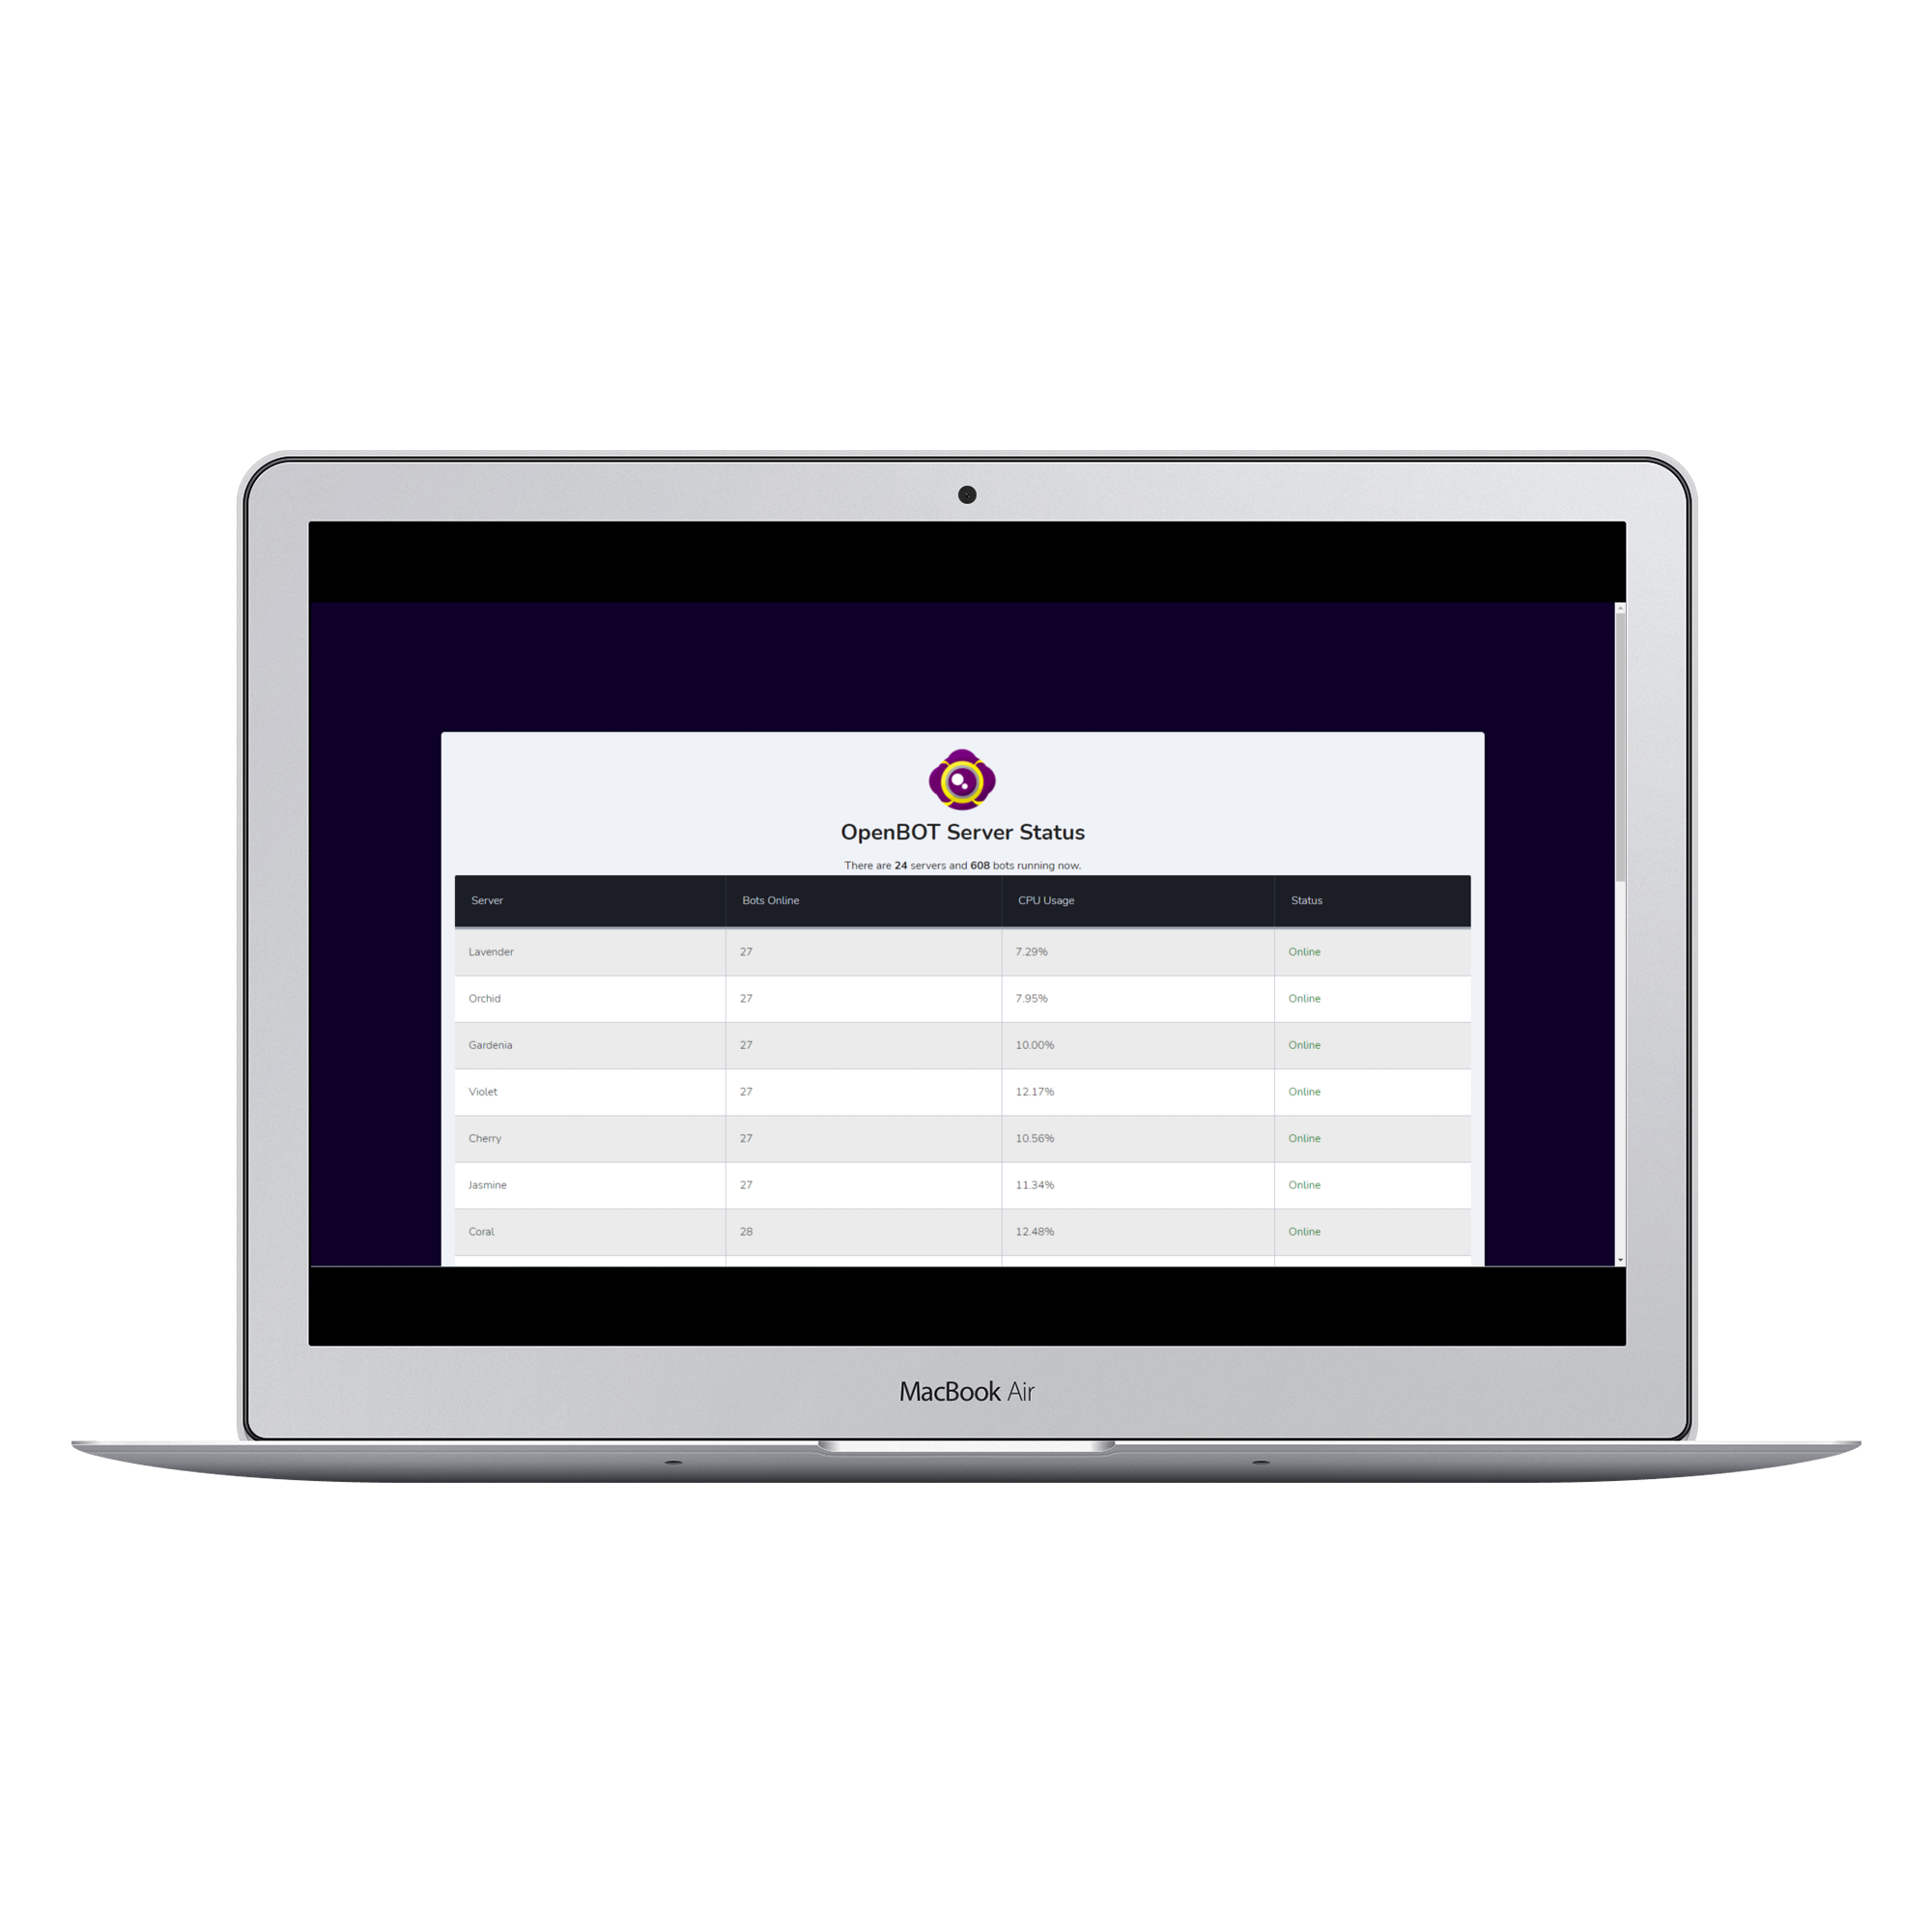 OpenBOT Server Status
There are 24 servers and 608 bots running now.
Server Bots Online CPU Usage Status
Lavender 27 7.29% Online
Orchid 27 7.95% Online
Gardenia 27 10.00% Online
Violet 27 12.17% Online
Cherry 27 10.56% Online
Jasmine 27 11.34% Online
Coral 28 12.48% Online
MacBook Air